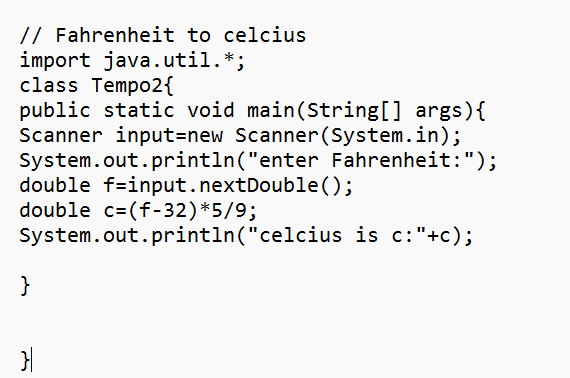 // Fahrenheit to celcius
import java.util.*;
class Tempo2{
public static void main(String[] args){
Scanner input=new Scanner(System.in);
System.out.println("enter Fahrenheit:");
double f=input.nextDouble();
double c=(f-32)*5/9;
System.out.println("celcius is c:"+c);
}
}